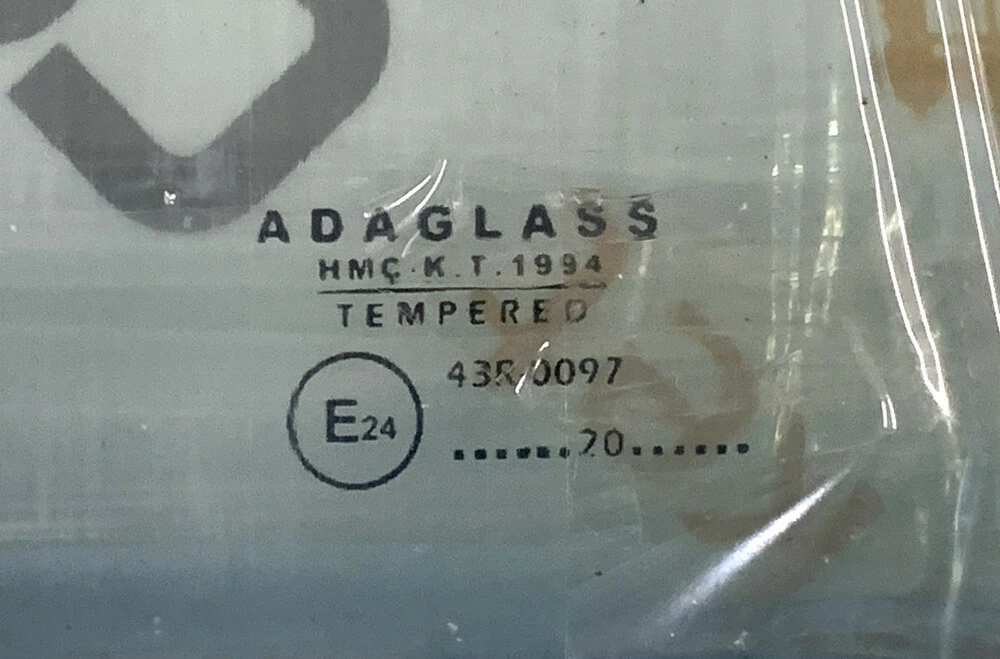 ADAGLASS
HMÇ.K.T.1994
TEMPERED
43R-0097
E24
.......20.......